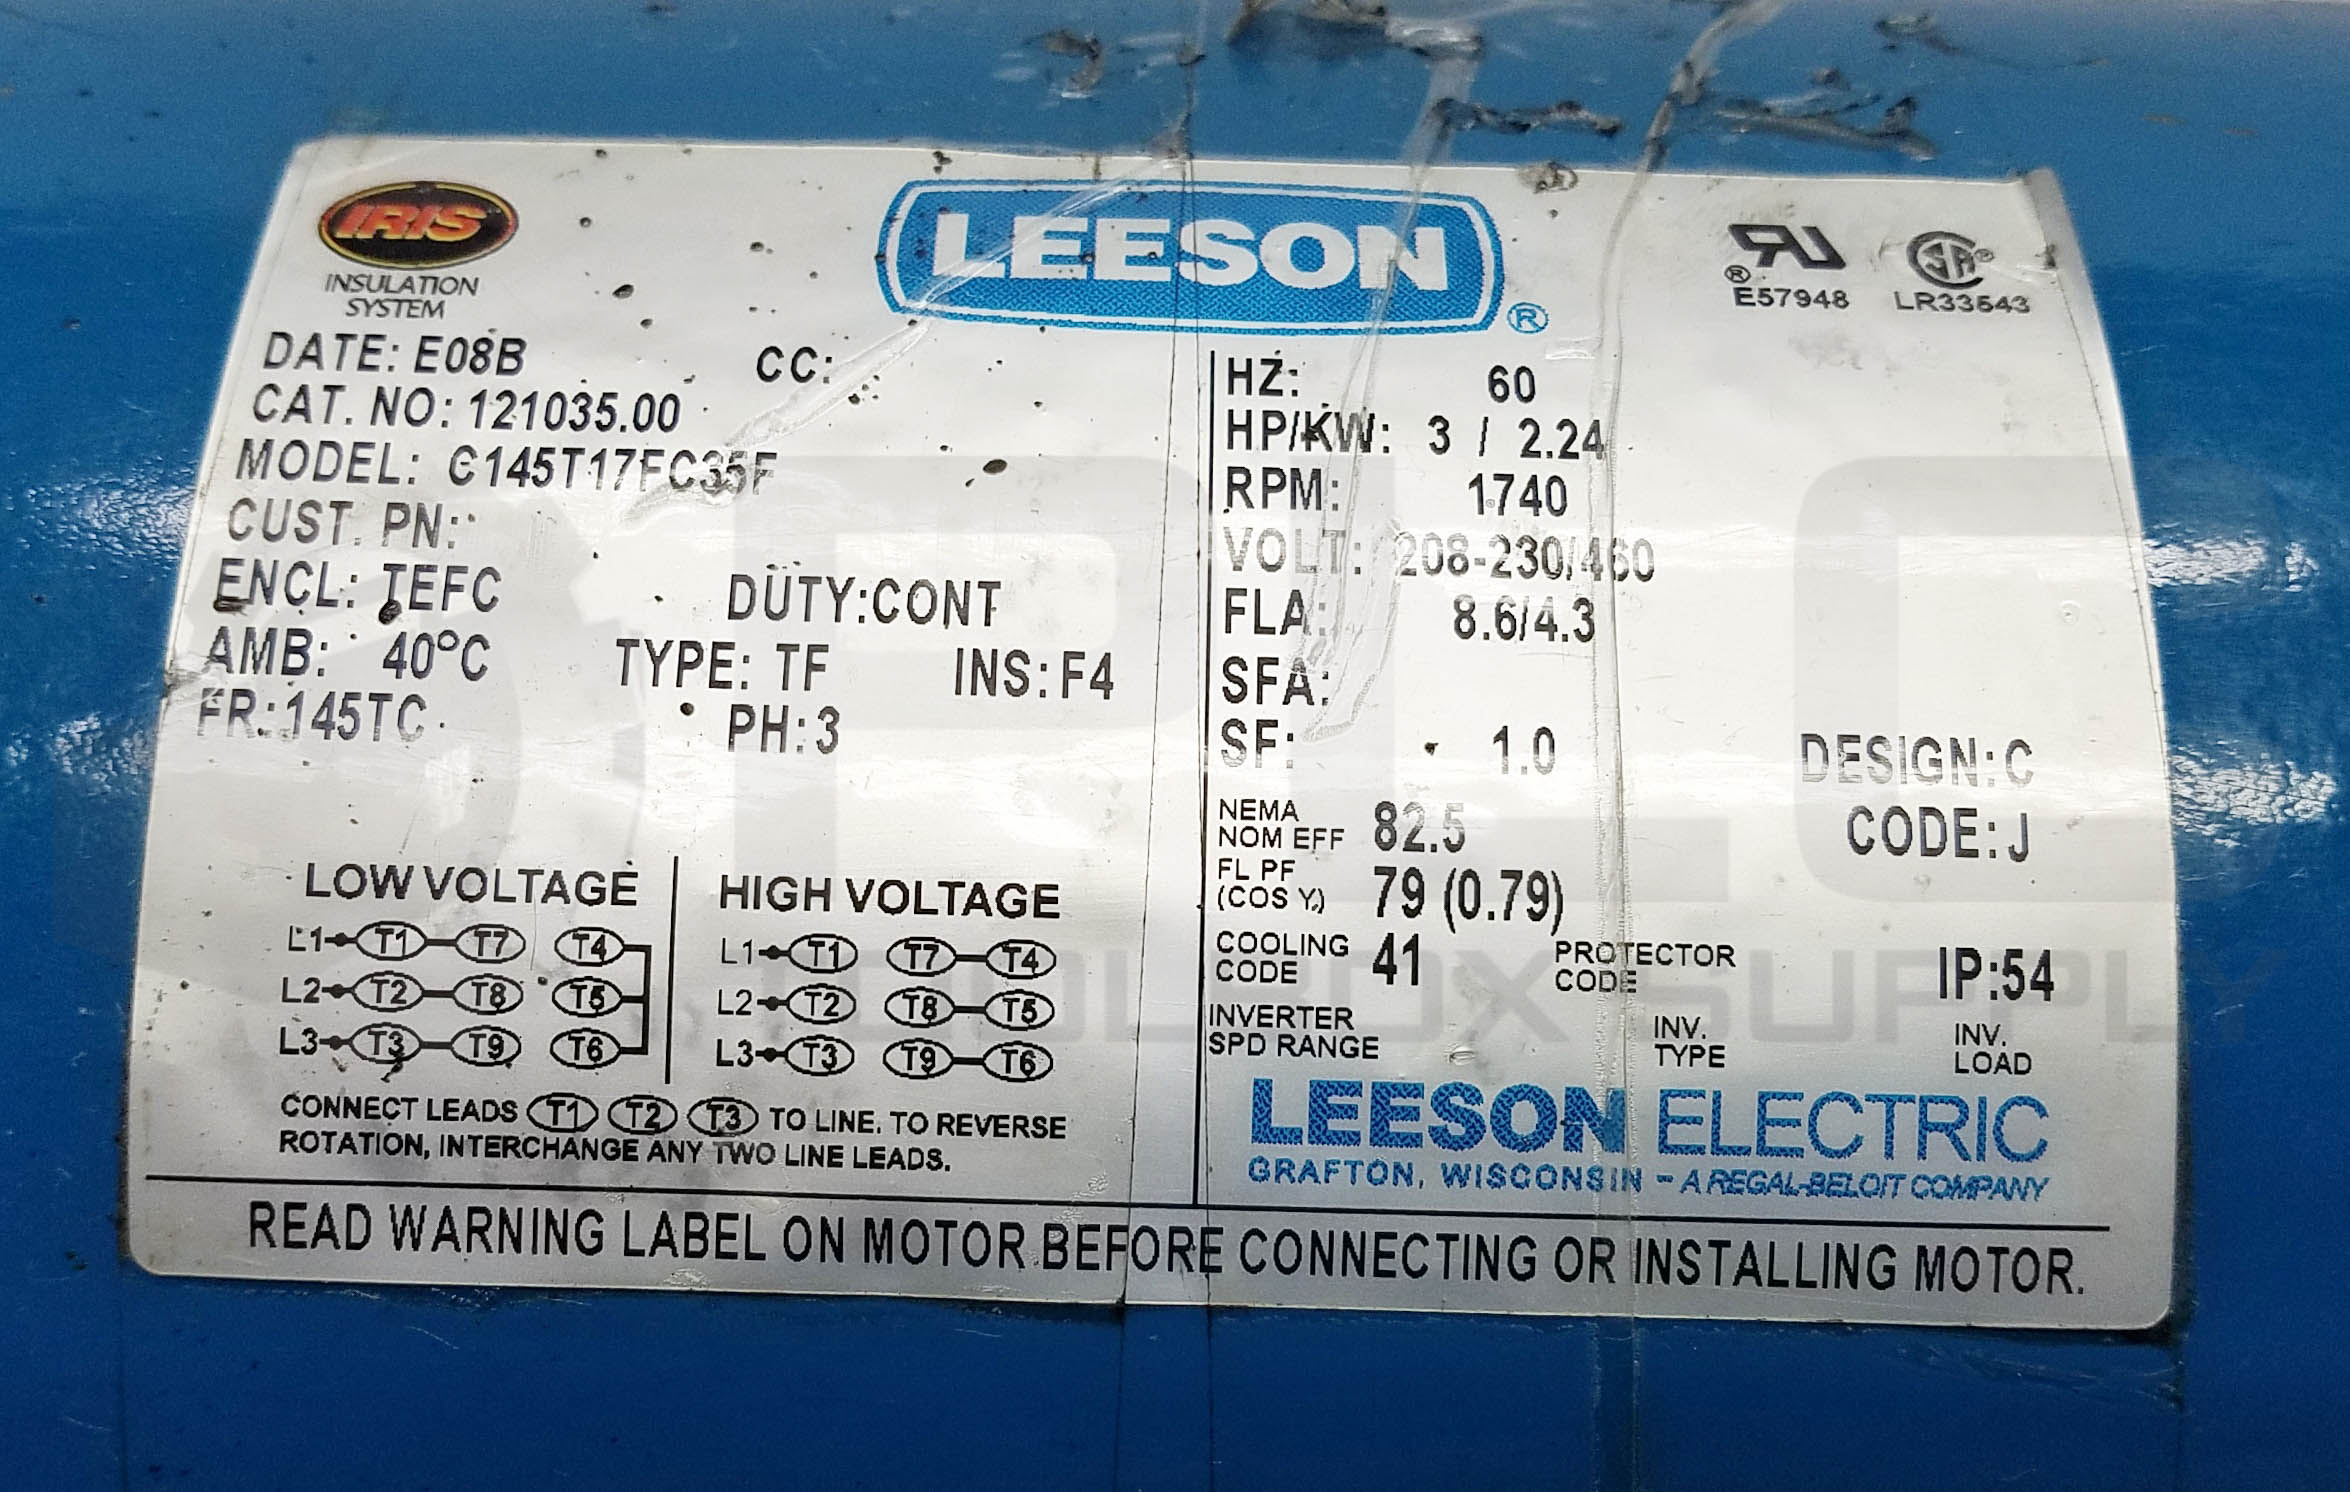 IRIS
INSULATION
SYSTEM
LEESON®
®
E57948
LR33543
DATE: E08B CC:
CAT. NO: 121035.00
MODEL: C145T17FC35F
CUST. PN:
ENCL: TEFC DUTY:CONT
AMB: 40°C TYPE: TF INS:F4
FR.:145TC PH:3
HZ: 60
HP/KW: 3 / 2.24
RPM: 1740
VOLT: 208-230/460
FLA: 8.6/4.3
SFA:
SF: 1.0 DESIGN:C
NEMA
NOM EFF 82.5 CODE:J
FL PF
(COS Y.) 79 (0.79)
COOLING
CODE 41
PROTECTOR
CODE
IP:54
INVERTER
SPD RANGE
INV.
TYPE
INV.
LOAD
LOW VOLTAGE
L1 T1 T7 T4
L2 T2 T8 T5
L3 T3 T9 T6
HIGH VOLTAGE
L1 T1 T7 T4
L2 T2 T8 T5
L3 T3 T9 T6
CONNECT LEADS T1 T2 T3 TO LINE. TO REVERSE
ROTATION, INTERCHANGE ANY TWO LINE LEADS.
LEESON ELECTRIC
GRAFTON, WISCONSIN - A REGAL-BELOIT COMPANY
READ WARNING LABEL ON MOTOR BEFORE CONNECTING OR INSTALLING MOTOR.
PLC
SUPPLY